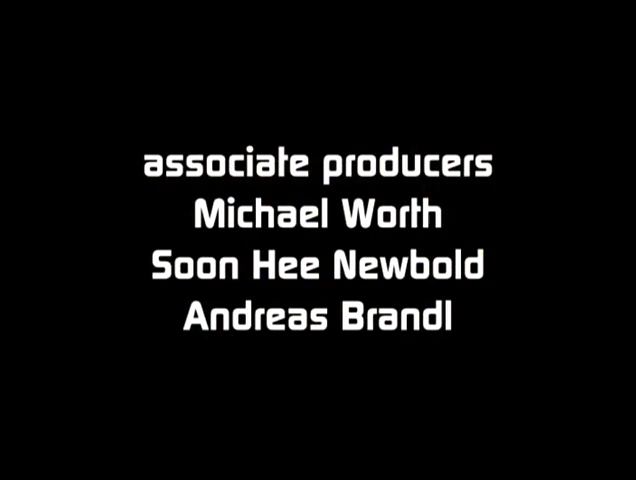 associate producers
Michael Worth
Soon Hee Newbold
Andreas Brandl